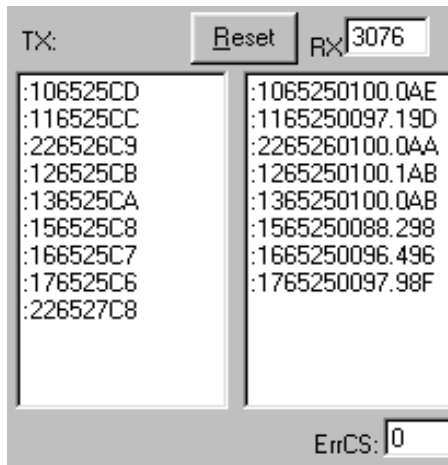 TX: Reset RX 3076
:106525CD
:116525CC
:226526C9
:126525CB
:136525CA
:156525C8
:166525C7
:176525C6
:226527C8
:1065250100.0AE
:1165250097.19D
:2265260100.0AA
:1265250100.1AB
:1365250100.0AB
:1565250088.298
:1665250096.496
:1765250097.98F
ErrCS: 0